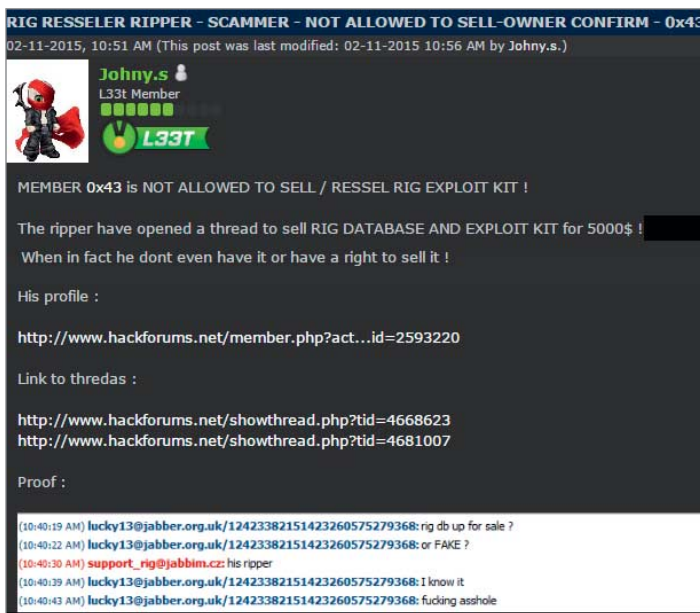 RIG RESSELER RIPPER - SCAMMER - NOT ALLOWED TO SELL-OWNER CONFIRM - 0x43
02-11-2015, 10:51 AM (This post was last modified: 02-11-2015 10:56 AM by Johny.s.)
Johny.s
L33t Member
L33T
MEMBER 0x43 is NOT ALLOWED TO SELL / RESSEL RIG EXPLOIT KIT !
The ripper have opened a thread to sell RIG DATABASE AND EXPLOIT KIT for 5000$ !
When in fact he dont even have it or have a right to sell it !
His profile :
http://www.hackforums.net/member.php?act...id=2593220
Link to thredas :
http://www.hackforums.net/showthread.php?tid=4668623
http://www.hackforums.net/showthread.php?tid=4681007
Proof :
(10:40:19 AM) lucky13@jabber.org.uk/12423382151423260575279368: rig db up for sale ?
(10:40:22 AM) lucky13@jabber.org.uk/12423382151423260575279368: or FAKE ?
(10:40:30 AM) support_rig@jabbim.cz: his ripper
(10:40:39 AM) lucky13@jabber.org.uk/12423382151423260575279368: I know it
(10:40:43 AM) lucky13@jabber.org.uk/12423382151423260575279368: fucking asshole